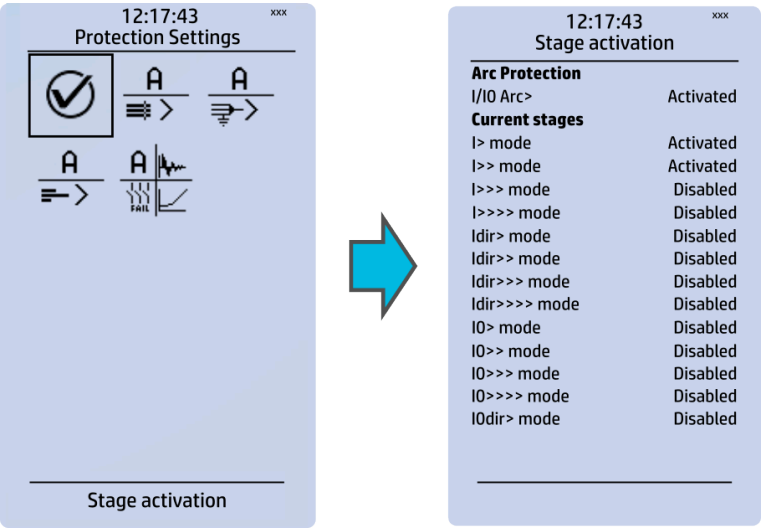 12:17:43 xxx
Protection Settings
A A
A A
FAIL
Stage activation
12:17:43 xxx
Stage activation
Arc Protection
I/I0 Arc> Activated
Current stages
I> mode Activated
I>> mode Activated
I>>> mode Disabled
I>>>> mode Disabled
Idir> mode Disabled
Idir>> mode Disabled
Idir>>> mode Disabled
Idir>>>> mode Disabled
I0> mode Disabled
I0>> mode Disabled
I0>>> mode Disabled
I0>>>> mode Disabled
I0dir> mode Disabled